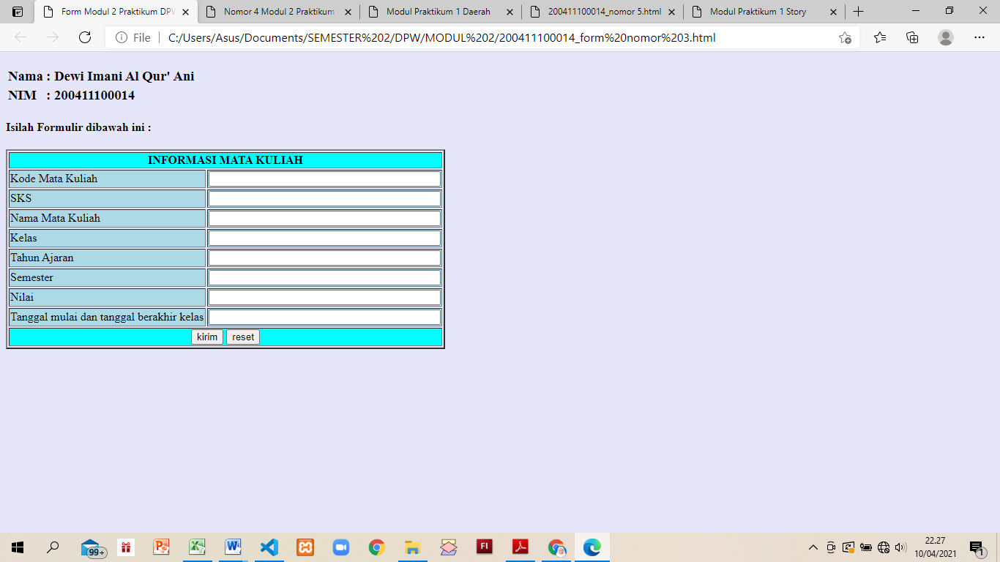 Form Modul 2 Praktikum DPW
Nomor 4 Modul 2 Praktikum
Modul Praktikum 1 Daerah
200411100014_nomor 5.html
Modul Praktikum 1 Story
File
C:/Users/Asus/Documents/SEMESTER%202/DPW/MODUL%202/200411100014_form%20nomor%203.html
Nama : Dewi Imani Al Qur' Ani
NIM : 200411100014
Isilah Formulir dibawah ini :
INFORMASI MATA KULIAH
Kode Mata Kuliah
SKS
Nama Mata Kuliah
Kelas
Tahun Ajaran
Semester
Nilai
Tanggal mulai dan tanggal berakhir kelas
kirim reset
99+
Fl
22.27
10/04/2021
1